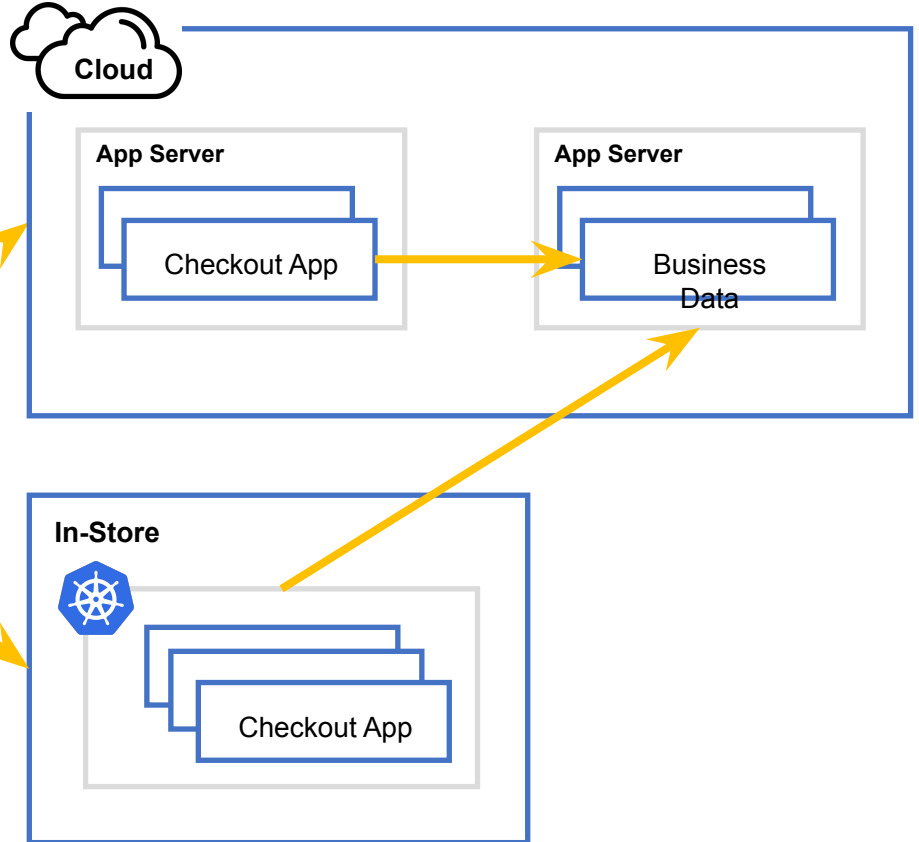 Cloud
App Server
App Server
Checkout App
Business
Data
In-Store
Checkout App